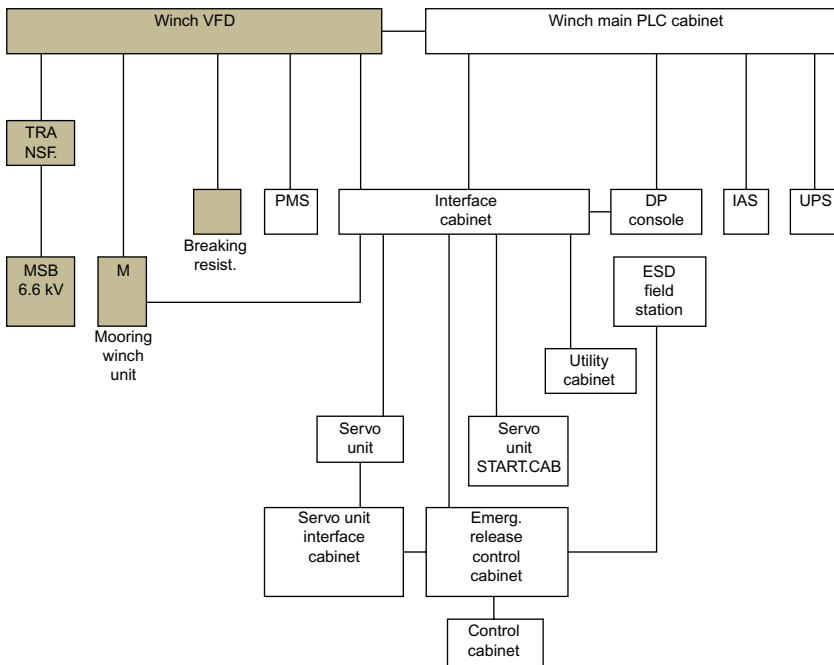 Winch VFD
Winch main PLC cabinet
TRA
NSF.
PMS
Interface
cabinet
DP
console
IAS
UPS
Breaking
resist.
MSB
6.6 kV
M
ESD
field
station
Mooring
winch
unit
Utility
cabinet
Servo
unit
Servo
unit
START.CAB
Servo unit
interface
cabinet
Emerg.
release
control
cabinet
Control
cabinet